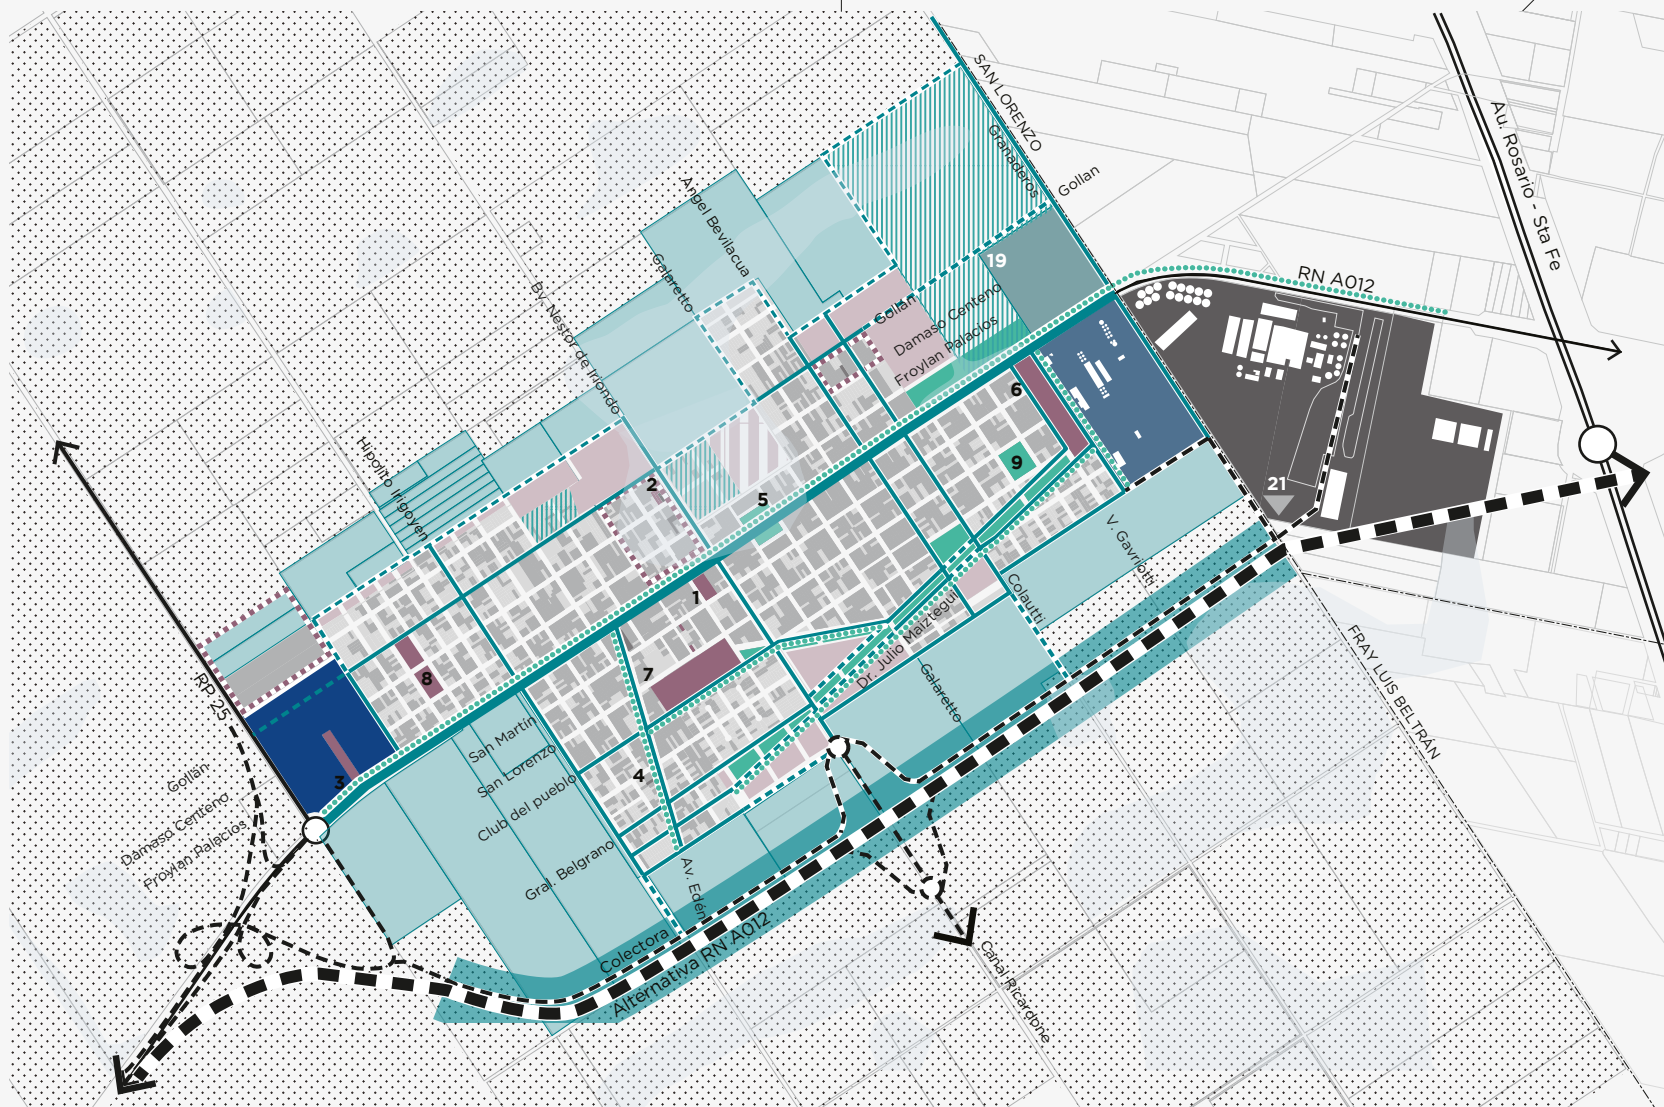 SAN LORENZO
Granaderos
Gollan
Au. Rosario - Sta Fe
RN A012
Angel Bevilacua
Galaretto
Bv. Nestor de Iriondo
Hipolito Irigoyen
19
Gollan
Damaso Centeno
Froylan Palacios
6
9
2
5
21
1
V. Gavriotti
Colautti
Dr. Julio Maiztegui
Galaretto
FRAY LUIS BELTRÁN
7
8
RP 25
4
3
San Martín
San Lorenzo
Club del pueblo
Gral. Belgrano
Av. Edén
Gollan
Damaso Centeno
Froylan Palacios
Colectora
Alternativa RN A012
Canal Ricardone